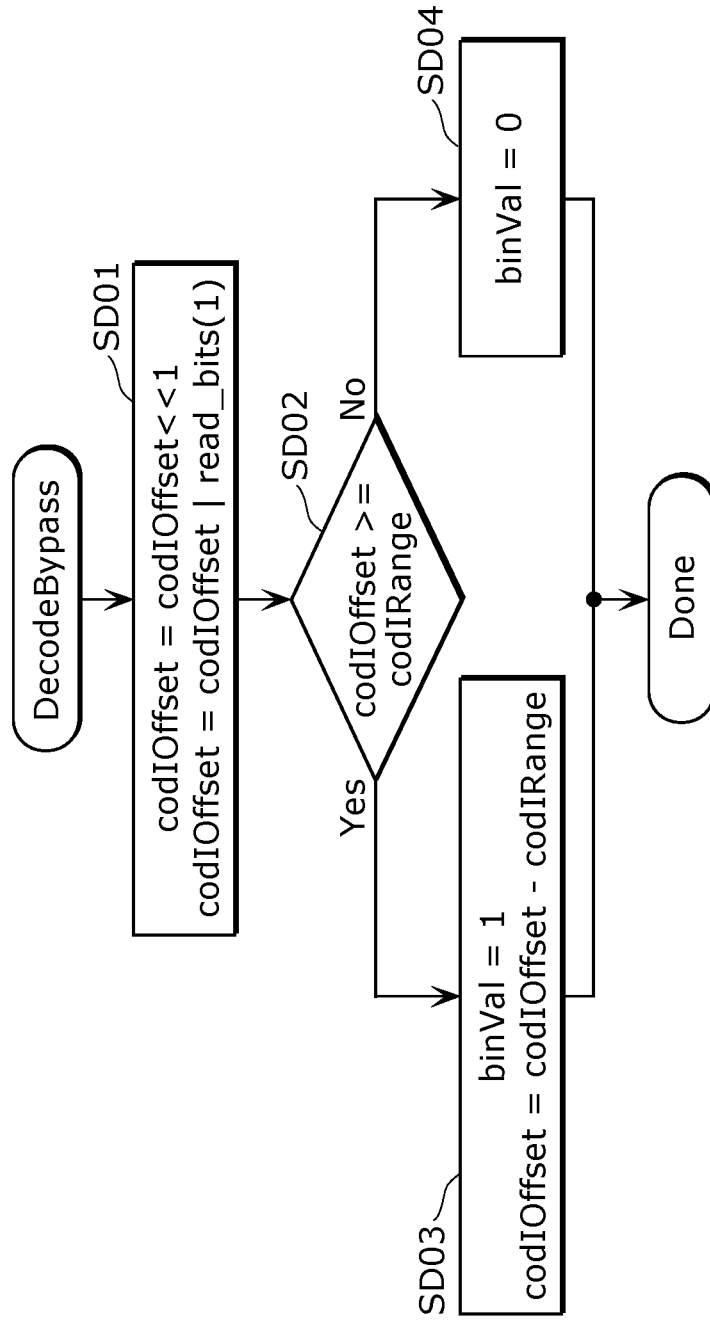 DecodeBypass
SD01
codIOffset = codIOffset<<1
codIOffset = codIOffset | read_bits(1)
SD02
codIOffset >=
codIRange
Yes
No
SD03
binVal = 1
codIOffset = codIOffset - codIRange
SD04
binVal = 0
Done